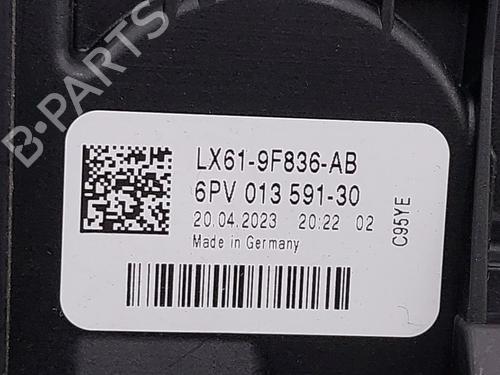 B-PARTS
LX61-9F836-AB
6PV 013 591-30
20.04.2023 20:22 02
Made in Germany
C95YE